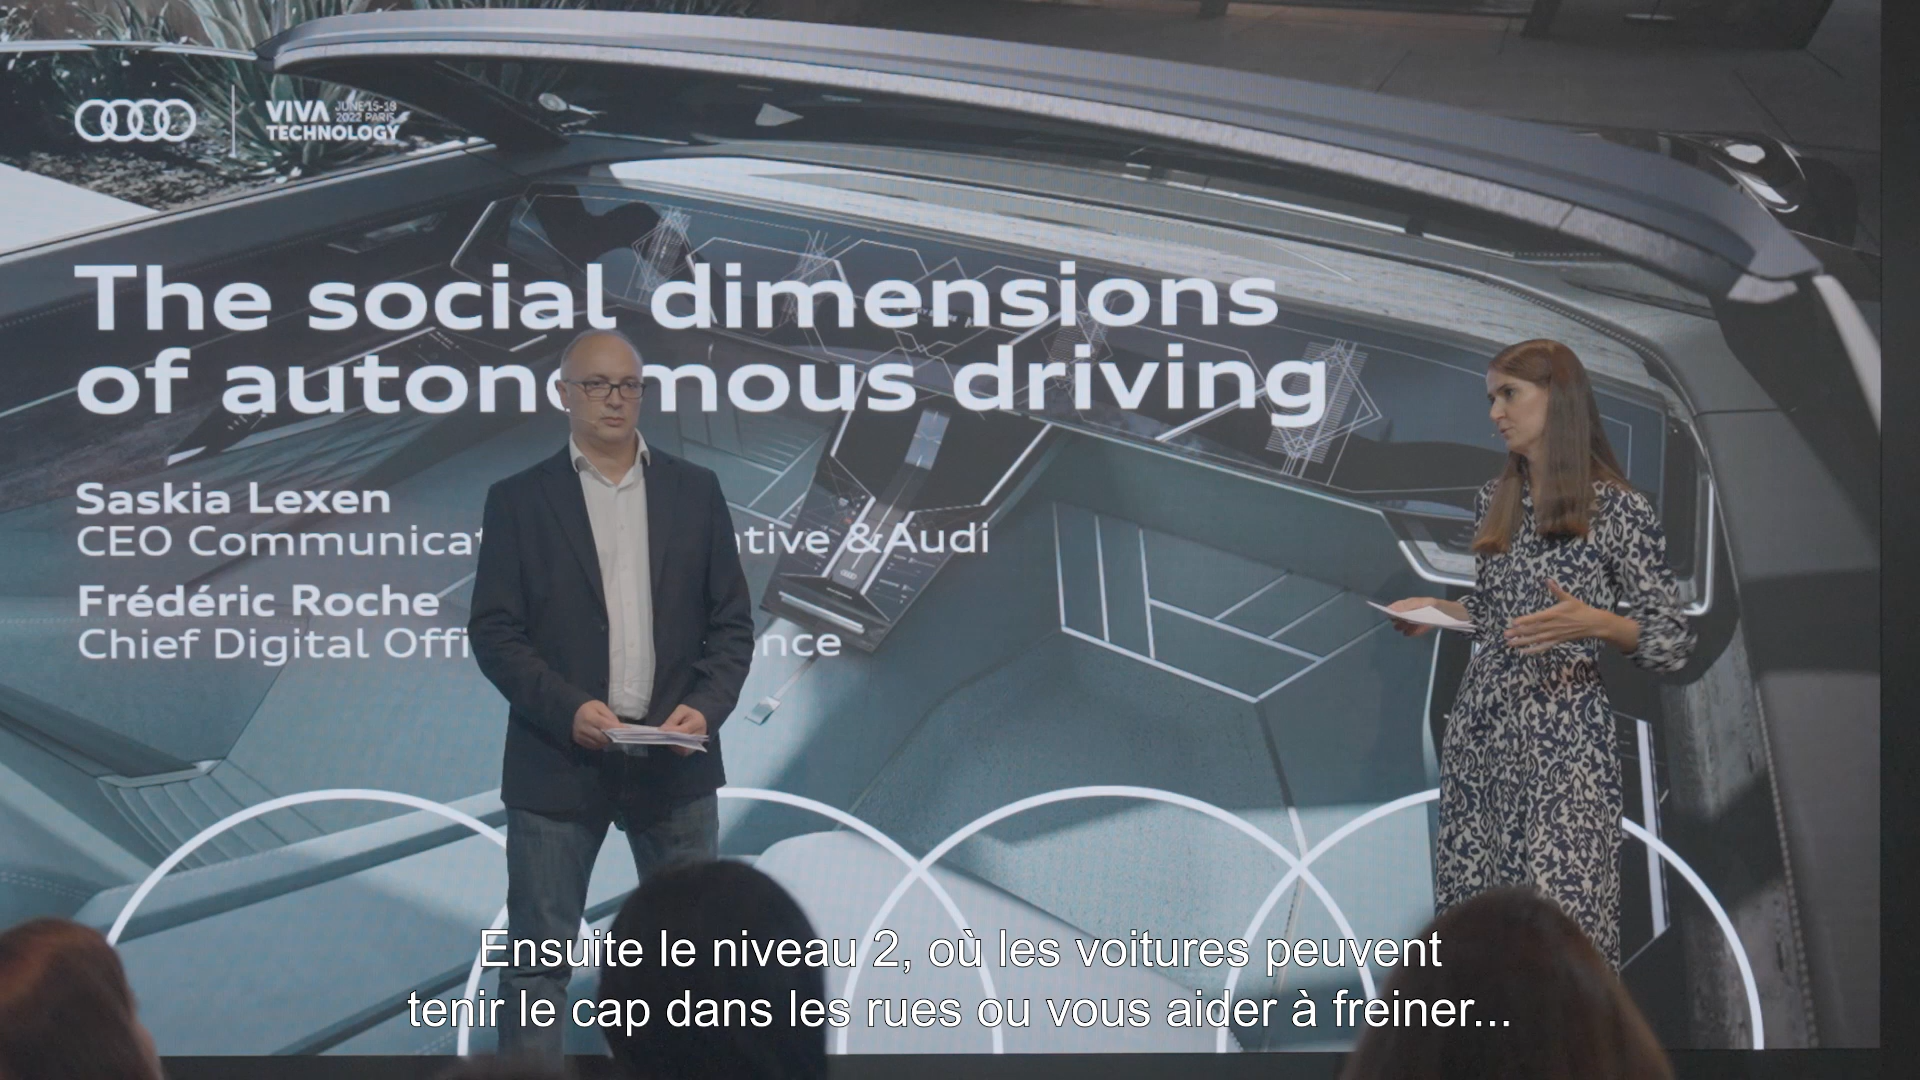 VIVA JUNE 15-18
TECHNOLOGY 2022 PARIS
The social dimensions
of autonomous driving
Saskia Lexen
CEO Communicat tive &Audi
Frédéric Roche
Chief Digital Offi nce
Ensuite le niveau 2, où les voitures peuvent
tenir le cap dans les rues ou vous aider à freiner...